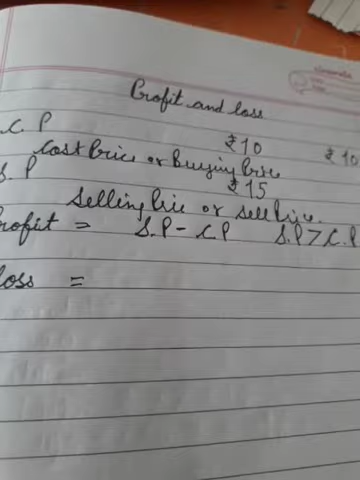 Profit and loss
C.P ₹10 ₹10
Cost Price or Buying Price
S.P ₹15
Selling Price or sell Price.
Profit = S.P - C.P S.P > C.P
loss =